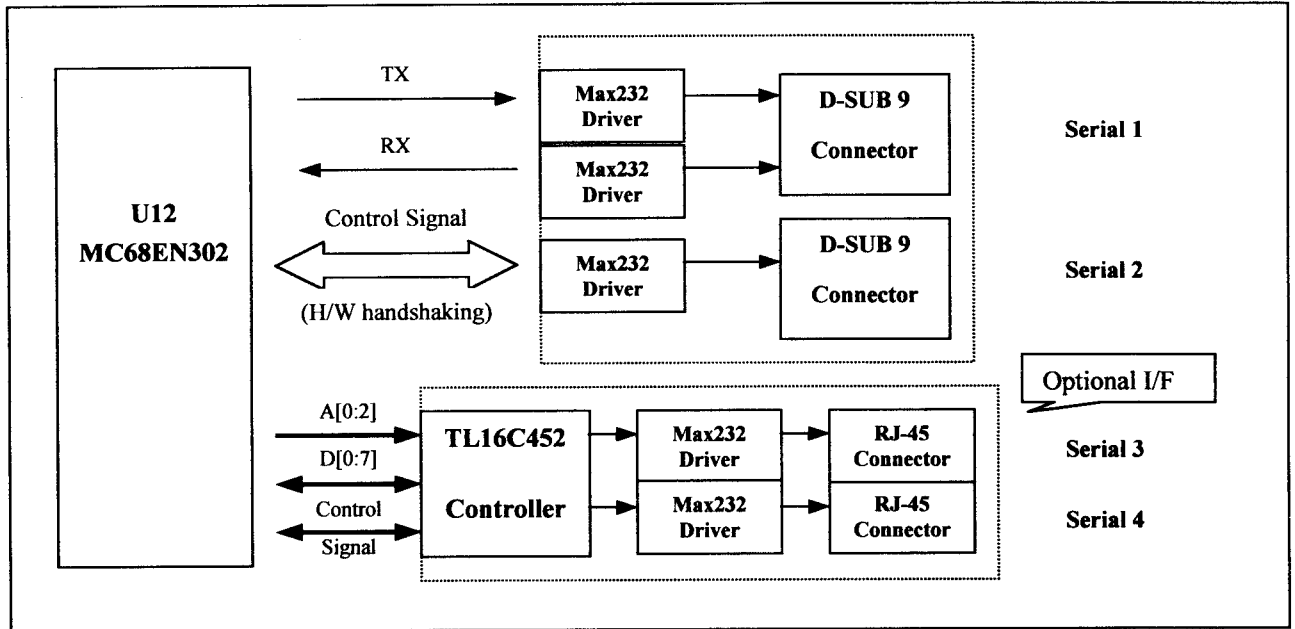 U12
MC68EN302
TX
RX
Control Signal
(H/W handshaking)
Max232
Driver
Max232
Driver
D-SUB 9
Connector
Serial 1
Max232
Driver
D-SUB 9
Connector
Serial 2
Optional I/F
A[0:2]
D[0:7]
Control
Signal
TL16C452
Controller
Max232
Driver
RJ-45
Connector
Serial 3
Max232
Driver
RJ-45
Connector
Serial 4